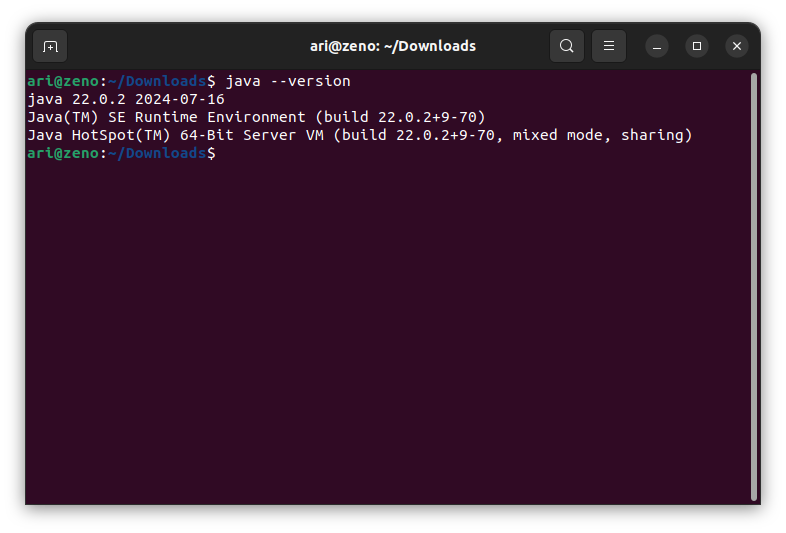 ari@zeno: ~/Downloads
ari@zeno:~/Downloads$ java --version
java 22.0.2 2024-07-16
Java(TM) SE Runtime Environment (build 22.0.2+9-70)
Java HotSpot(TM) 64-Bit Server VM (build 22.0.2+9-70, mixed mode, sharing)
ari@zeno:~/Downloads$